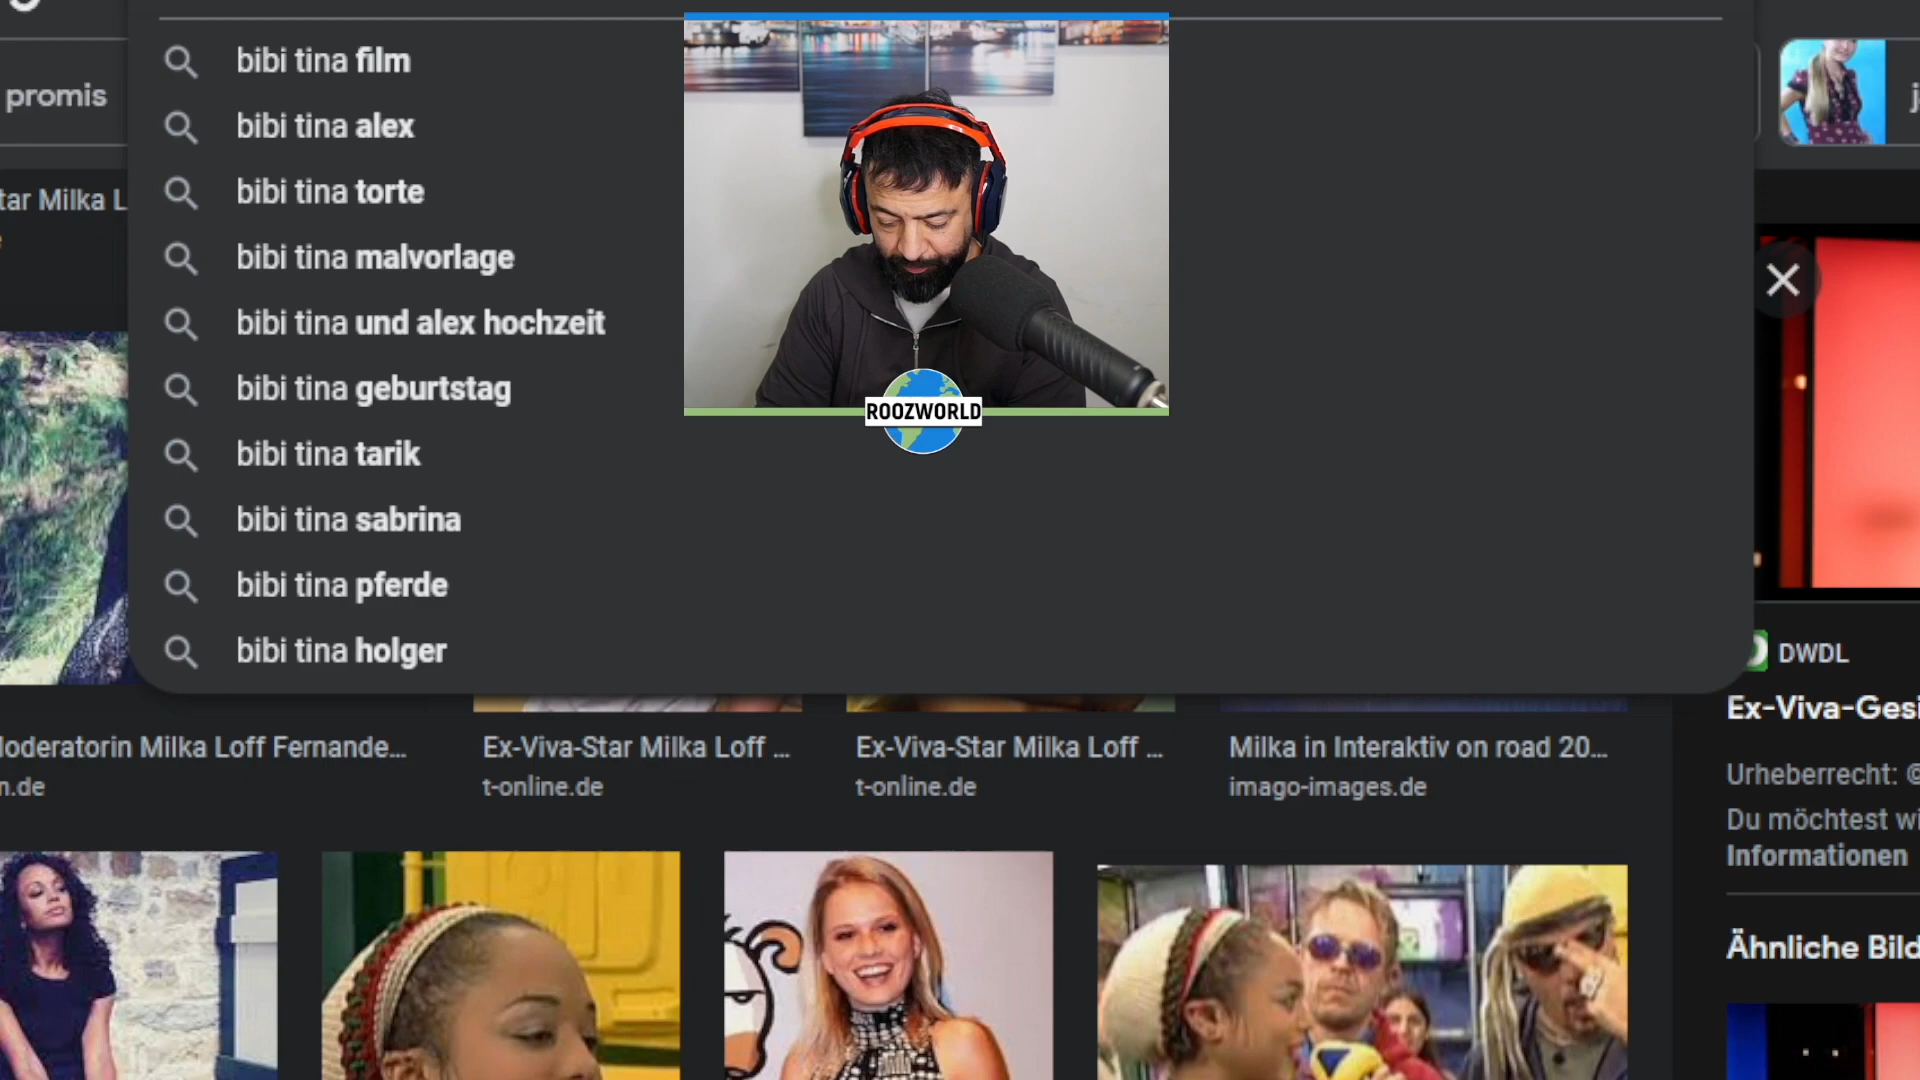 promis
bibi tina film
bibi tina alex
bibi tina torte
bibi tina malvorlage
bibi tina und alex hochzeit
bibi tina geburtstag
bibi tina tarik
bibi tina sabrina
bibi tina pferde
bibi tina holger
ROOZWORLD
tar Milka L
DWDL
Ex-Viva-Gesi
Urheberrecht: ©
Du möchtest wi
Informationen
Ähnliche Bild
loderatorin Milka Loff Fernande...
n.de
Ex-Viva-Star Milka Loff ...
t-online.de
Ex-Viva-Star Milka Loff ...
t-online.de
Milka in Interaktiv on road 20...
imago-images.de